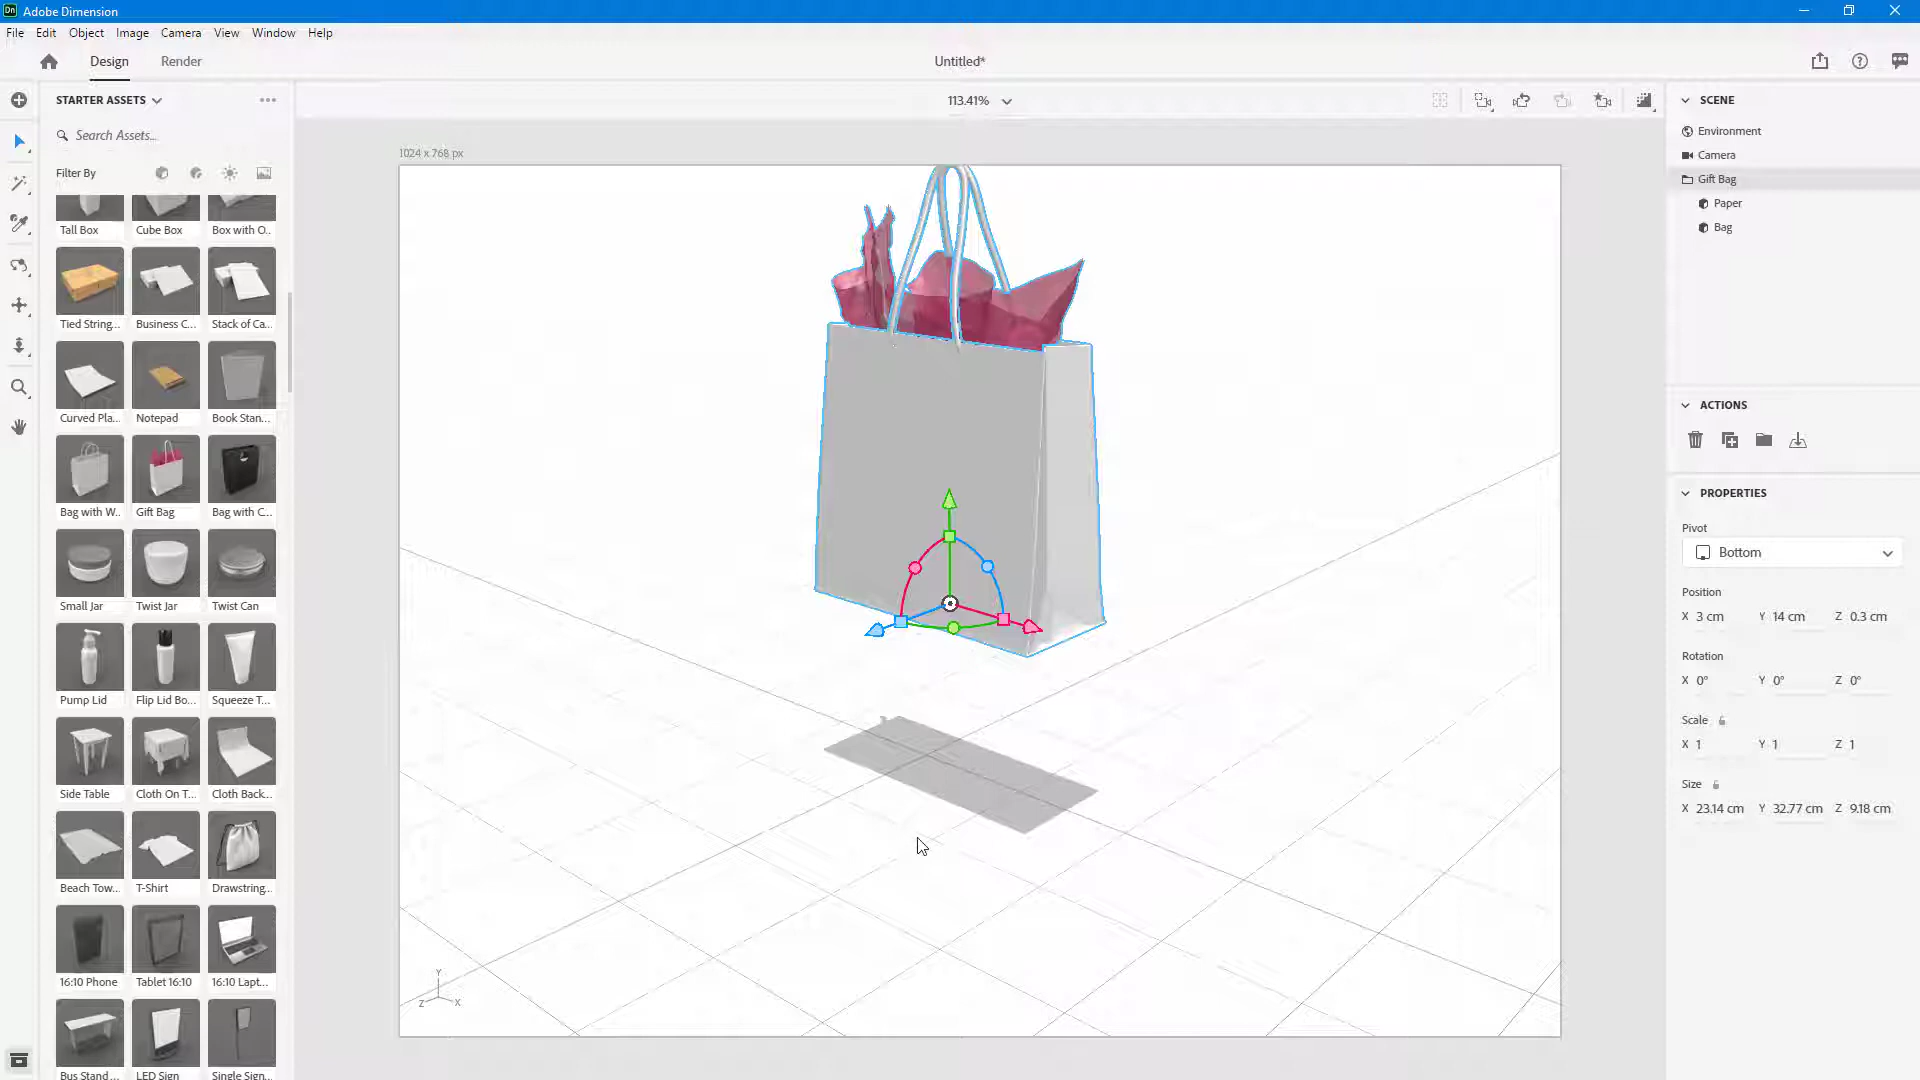 Dn Adobe Dimension
File Edit Object Image Camera View Window Help
Design Render Untitled*
STARTER ASSETS
Search Assets...
Filter By
Tall Box Cube Box Box with O..
Tied String... Business C... Stack of Ca...
Curved Pla... Notepad Book Stan...
Bag with W.. Gift Bag Bag with C...
Small Jar Twist Jar Twist Can
Pump Lid Flip Lid Bo... Squeeze T...
Side Table Cloth On T... Cloth Back...
Beach Tow... T-Shirt Drawstring...
16:10 Phone Tablet 16:10 16:10 Lapt...
Bus Stand ... LED Sign Single Sign...
113.41%
1024 x 768 px
Y
Z X
SCENE
Environment
Camera
Gift Bag
Paper
Bag
ACTIONS
PROPERTIES
Pivot
Bottom
Position
X 3 cm Y 14 cm Z 0.3 cm
Rotation
X 0° Y 0° Z 0°
Scale
X 1 Y 1 Z 1
Size
X 23.14 cm Y 32.77 cm Z 9.18 cm